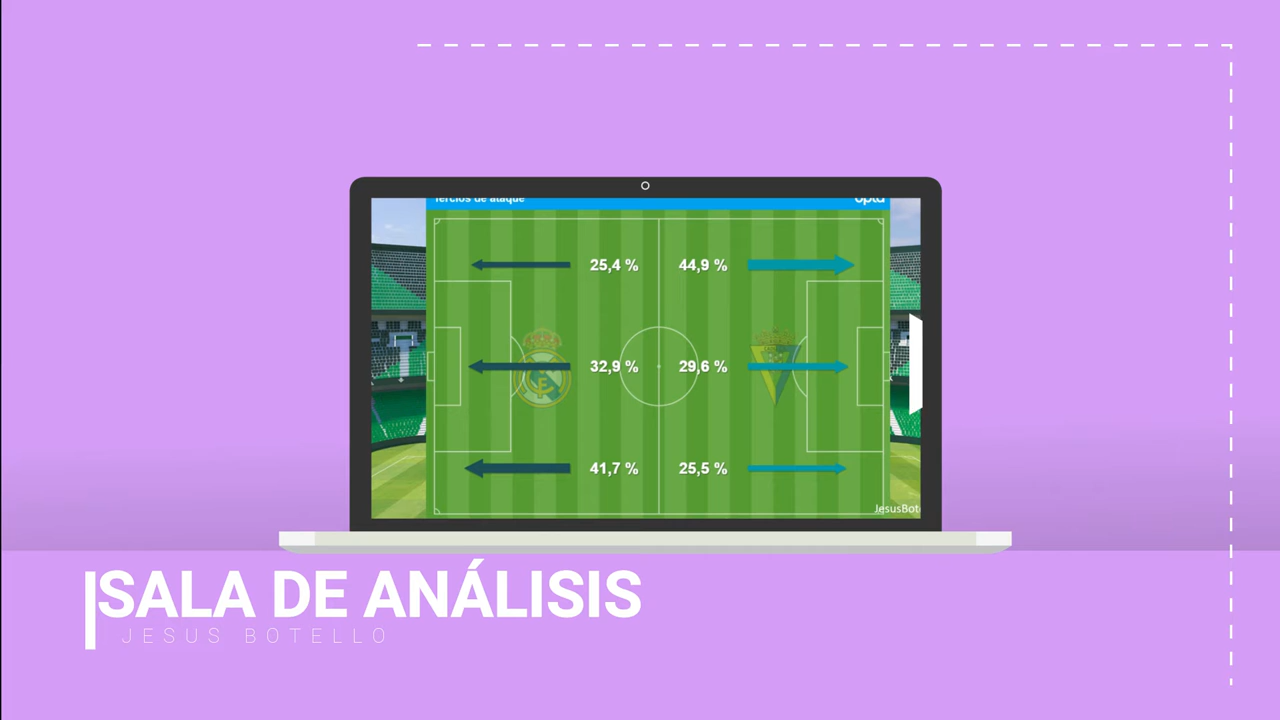 Tercios de ataque
opta
25,4 % 44,9 %
32,9 % 29,6 %
41,7 % 25,5 %
JesusBot
SALA DE ANÁLISIS
JESUS BOTELLO